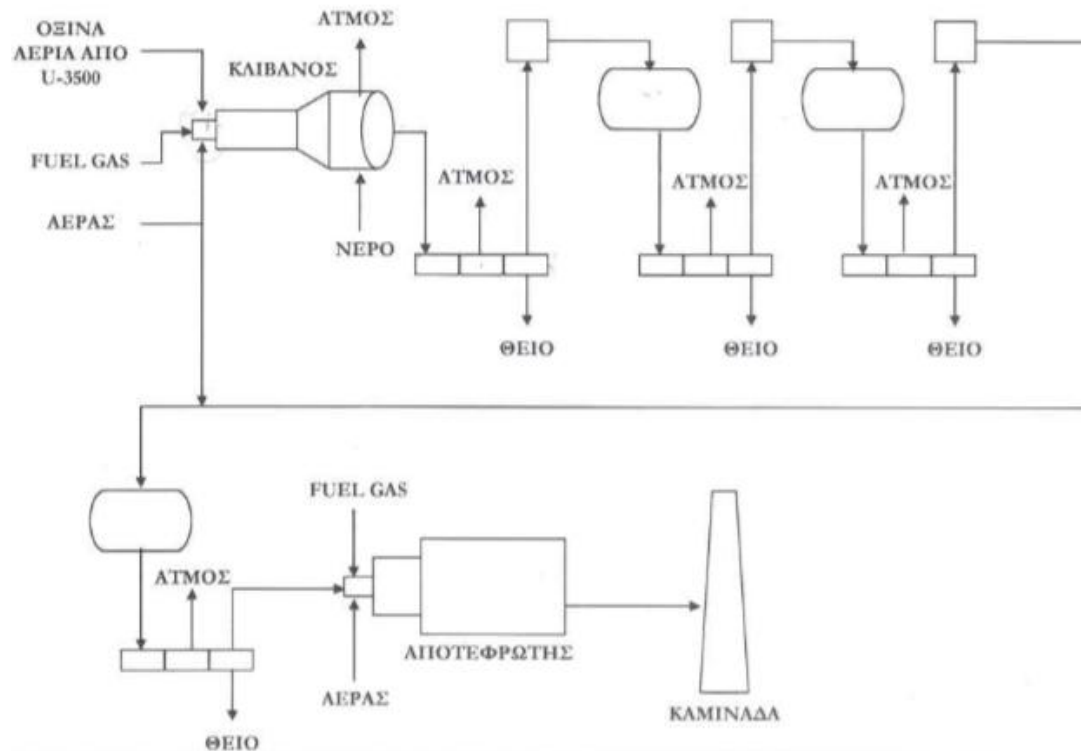 ΟΞΙΝΑ
ΑΕΡΙΑ ΑΠΟ
U-3500
ΑΤΜΟΣ
ΚΛΙΒΑΝΟΣ
FUEL GAS
ΑΕΡΑΣ
ΝΕΡΟ
ΑΤΜΟΣ
ΑΤΜΟΣ
ΑΤΜΟΣ
ΘΕΙΟ
ΘΕΙΟ
ΘΕΙΟ
FUEL GAS
ΑΤΜΟΣ
ΑΠΟΤΕΦΡΩΤΗΣ
ΑΕΡΑΣ
ΚΑΜΙΝΑΔΑ
ΘΕΙΟ